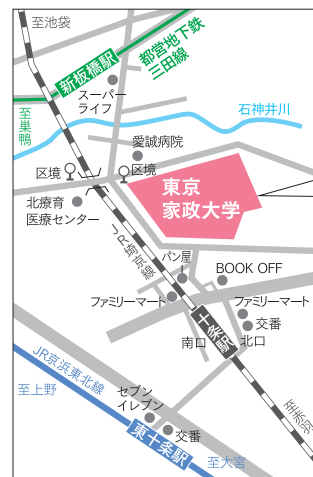 至池袋
都営地下鉄
三田線
新板橋駅
スーパー
ライフ
至巣鴨
石神井川
愛誠病院
区境
区境
東京
家政大学
北療育
医療センター
JR埼京線
パン屋
BOOK OFF
ファミリーマート
ファミリーマート
十条駅
交番
南口
北口
JR京浜東北線
至赤羽
至上野
セブン
イレブン
東十条駅
交番
至大宮